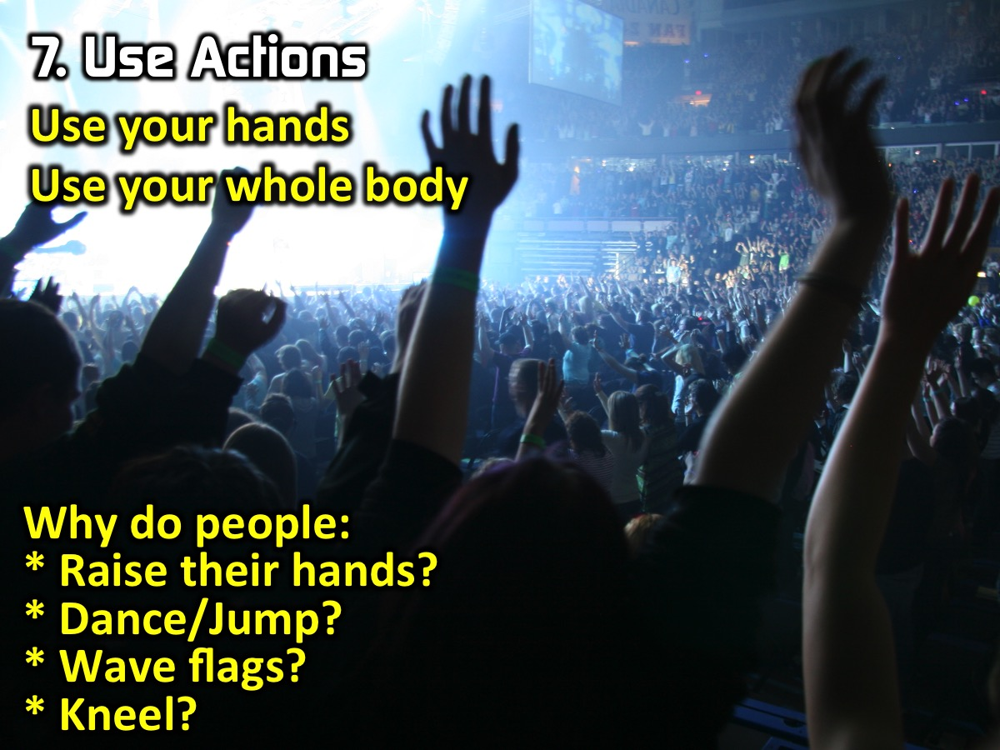 7. Use Actions
Use your hands
Use your whole body
Why do people:
* Raise their hands?
* Dance/Jump?
* Wave flags?
* Kneel?